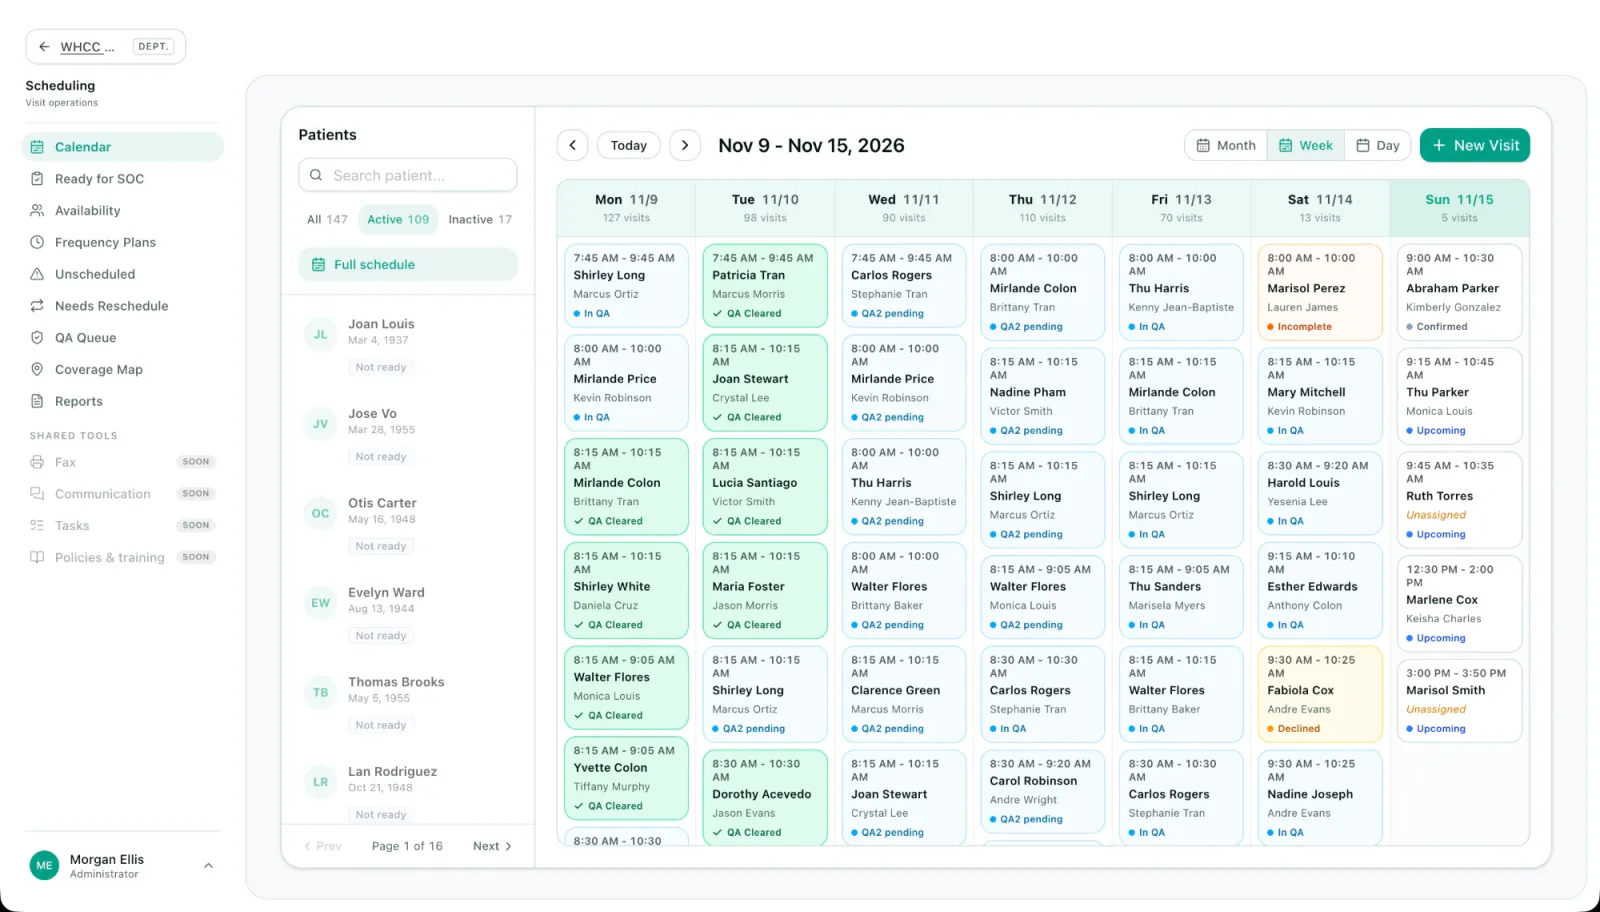 WHCC ...
DEPT.
Scheduling
Visit operations
Calendar
Ready for SOC
Availability
Frequency Plans
Unscheduled
Needs Reschedule
QA Queue
Coverage Map
Reports
SHARED TOOLS
Fax SOON
Communication SOON
Tasks SOON
Policies & training SOON
ME
Morgan Ellis
Administrator
Patients
Search patient...
All 147 Active 109 Inactive 17
Full schedule
JL
Joan Louis
Mar 4, 1937
Not ready
JV
Jose Vo
Mar 28, 1955
Not ready
OC
Otis Carter
May 16, 1948
Not ready
EW
Evelyn Ward
Aug 13, 1944
Not ready
TB
Thomas Brooks
May 5, 1955
Not ready
LR
Lan Rodriguez
Oct 21, 1948
Not ready
Prev Page 1 of 16 Next
Today
Nov 9 - Nov 15, 2026
Month Week Day
+ New Visit
Mon 11/9
127 visits
7:45 AM - 9:45 AM
Shirley Long
Marcus Ortiz
In QA
8:00 AM - 10:00
AM
Mirlande Price
Kevin Robinson
In QA
8:15 AM - 10:15
AM
Mirlande Colon
Brittany Tran
QA Cleared
8:15 AM - 10:15
AM
Shirley White
Daniela Cruz
QA Cleared
8:15 AM - 9:05 AM
Walter Flores
Monica Louis
QA Cleared
8:15 AM - 9:05 AM
Yvette Colon
Tiffany Murphy
QA Cleared
8:30 AM - 10:30
Tue 11/10
98 visits
7:45 AM - 9:45 AM
Patricia Tran
Marcus Morris
QA Cleared
8:15 AM - 10:15
AM
Joan Stewart
Crystal Lee
QA Cleared
8:15 AM - 10:15
AM
Lucia Santiago
Victor Smith
QA Cleared
8:15 AM - 10:15
AM
Maria Foster
Jason Morris
QA Cleared
8:15 AM - 10:15
AM
Shirley Long
Marcus Ortiz
QA2 pending
8:30 AM - 10:30
AM
Dorothy Acevedo
Jason Evans
QA Cleared
Wed 11/11
90 visits
7:45 AM - 9:45 AM
Carlos Rogers
Stephanie Tran
QA2 pending
8:00 AM - 10:00
AM
Mirlande Price
Kevin Robinson
QA2 pending
8:00 AM - 10:00
AM
Thu Harris
Kenny Jean-Baptiste
QA2 pending
8:00 AM - 10:00
AM
Walter Flores
Brittany Baker
QA2 pending
8:15 AM - 10:15
AM
Clarence Green
Marcus Morris
QA2 pending
8:15 AM - 10:15
AM
Joan Stewart
Crystal Lee
QA2 pending
Thu 11/12
110 visits
8:00 AM - 10:00
AM
Mirlande Colon
Brittany Tran
QA2 pending
8:15 AM - 10:15
AM
Nadine Pham
Victor Smith
QA2 pending
8:15 AM - 10:15
AM
Shirley Long
Marcus Ortiz
QA2 pending
8:15 AM - 9:05 AM
Walter Flores
Monica Louis
QA2 pending
8:30 AM - 10:30
AM
Carlos Rogers
Stephanie Tran
In QA
8:30 AM - 9:20 AM
Carol Robinson
Andre Wright
QA2 pending
Fri 11/13
70 visits
8:00 AM - 10:00
AM
Thu Harris
Kenny Jean-Baptiste
In QA
8:15 AM - 10:15
AM
Mirlande Colon
Brittany Tran
In QA
8:15 AM - 10:15
AM
Shirley Long
Marcus Ortiz
In QA
8:15 AM - 9:05 AM
Thu Sanders
Marisela Myers
In QA
8:15 AM - 10:15
AM
Walter Flores
Brittany Baker
In QA
8:30 AM - 10:30
AM
Carlos Rogers
Stephanie Tran
In QA
Sat 11/14
13 visits
8:00 AM - 10:00
AM
Marisol Perez
Lauren James
Incomplete
8:15 AM - 10:15
AM
Mary Mitchell
Kevin Robinson
In QA
8:30 AM - 9:20 AM
Harold Louis
Yesenia Lee
In QA
9:15 AM - 10:10
AM
Esther Edwards
Anthony Colon
In QA
9:30 AM - 10:25
AM
Fabiola Cox
Andre Evans
Declined
9:30 AM - 10:25
AM
Nadine Joseph
Andre Evans
In QA
Sun 11/15
5 visits
9:00 AM - 10:30
AM
Abraham Parker
Kimberly Gonzalez
Confirmed
9:15 AM - 10:45
AM
Thu Parker
Monica Louis
Upcoming
9:45 AM - 10:35
AM
Ruth Torres
Unassigned
Upcoming
12:30 PM - 2:00
PM
Marlene Cox
Keisha Charles
Upcoming
3:00 PM - 3:50 PM
Marisol Smith
Unassigned
Upcoming